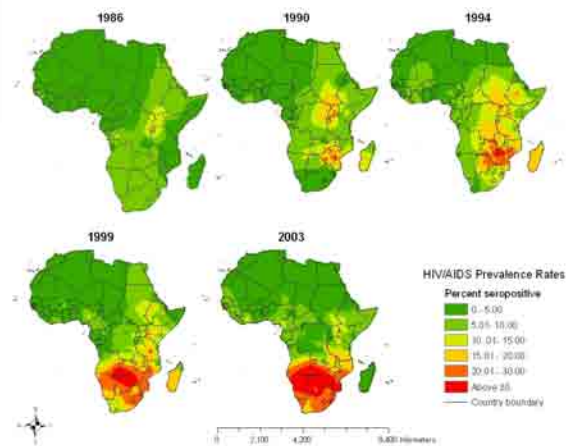 1986
1990
1994
1999
2003
HIV/AIDS Prevalence Rates
Percent seropositive
0 - 5.00
5.01 - 10.00
10.01 - 15.00
15.01 - 20.00
20.01 - 30.00
Above 30
Country boundary
0 2,100 4,200 8,400 Kilometers